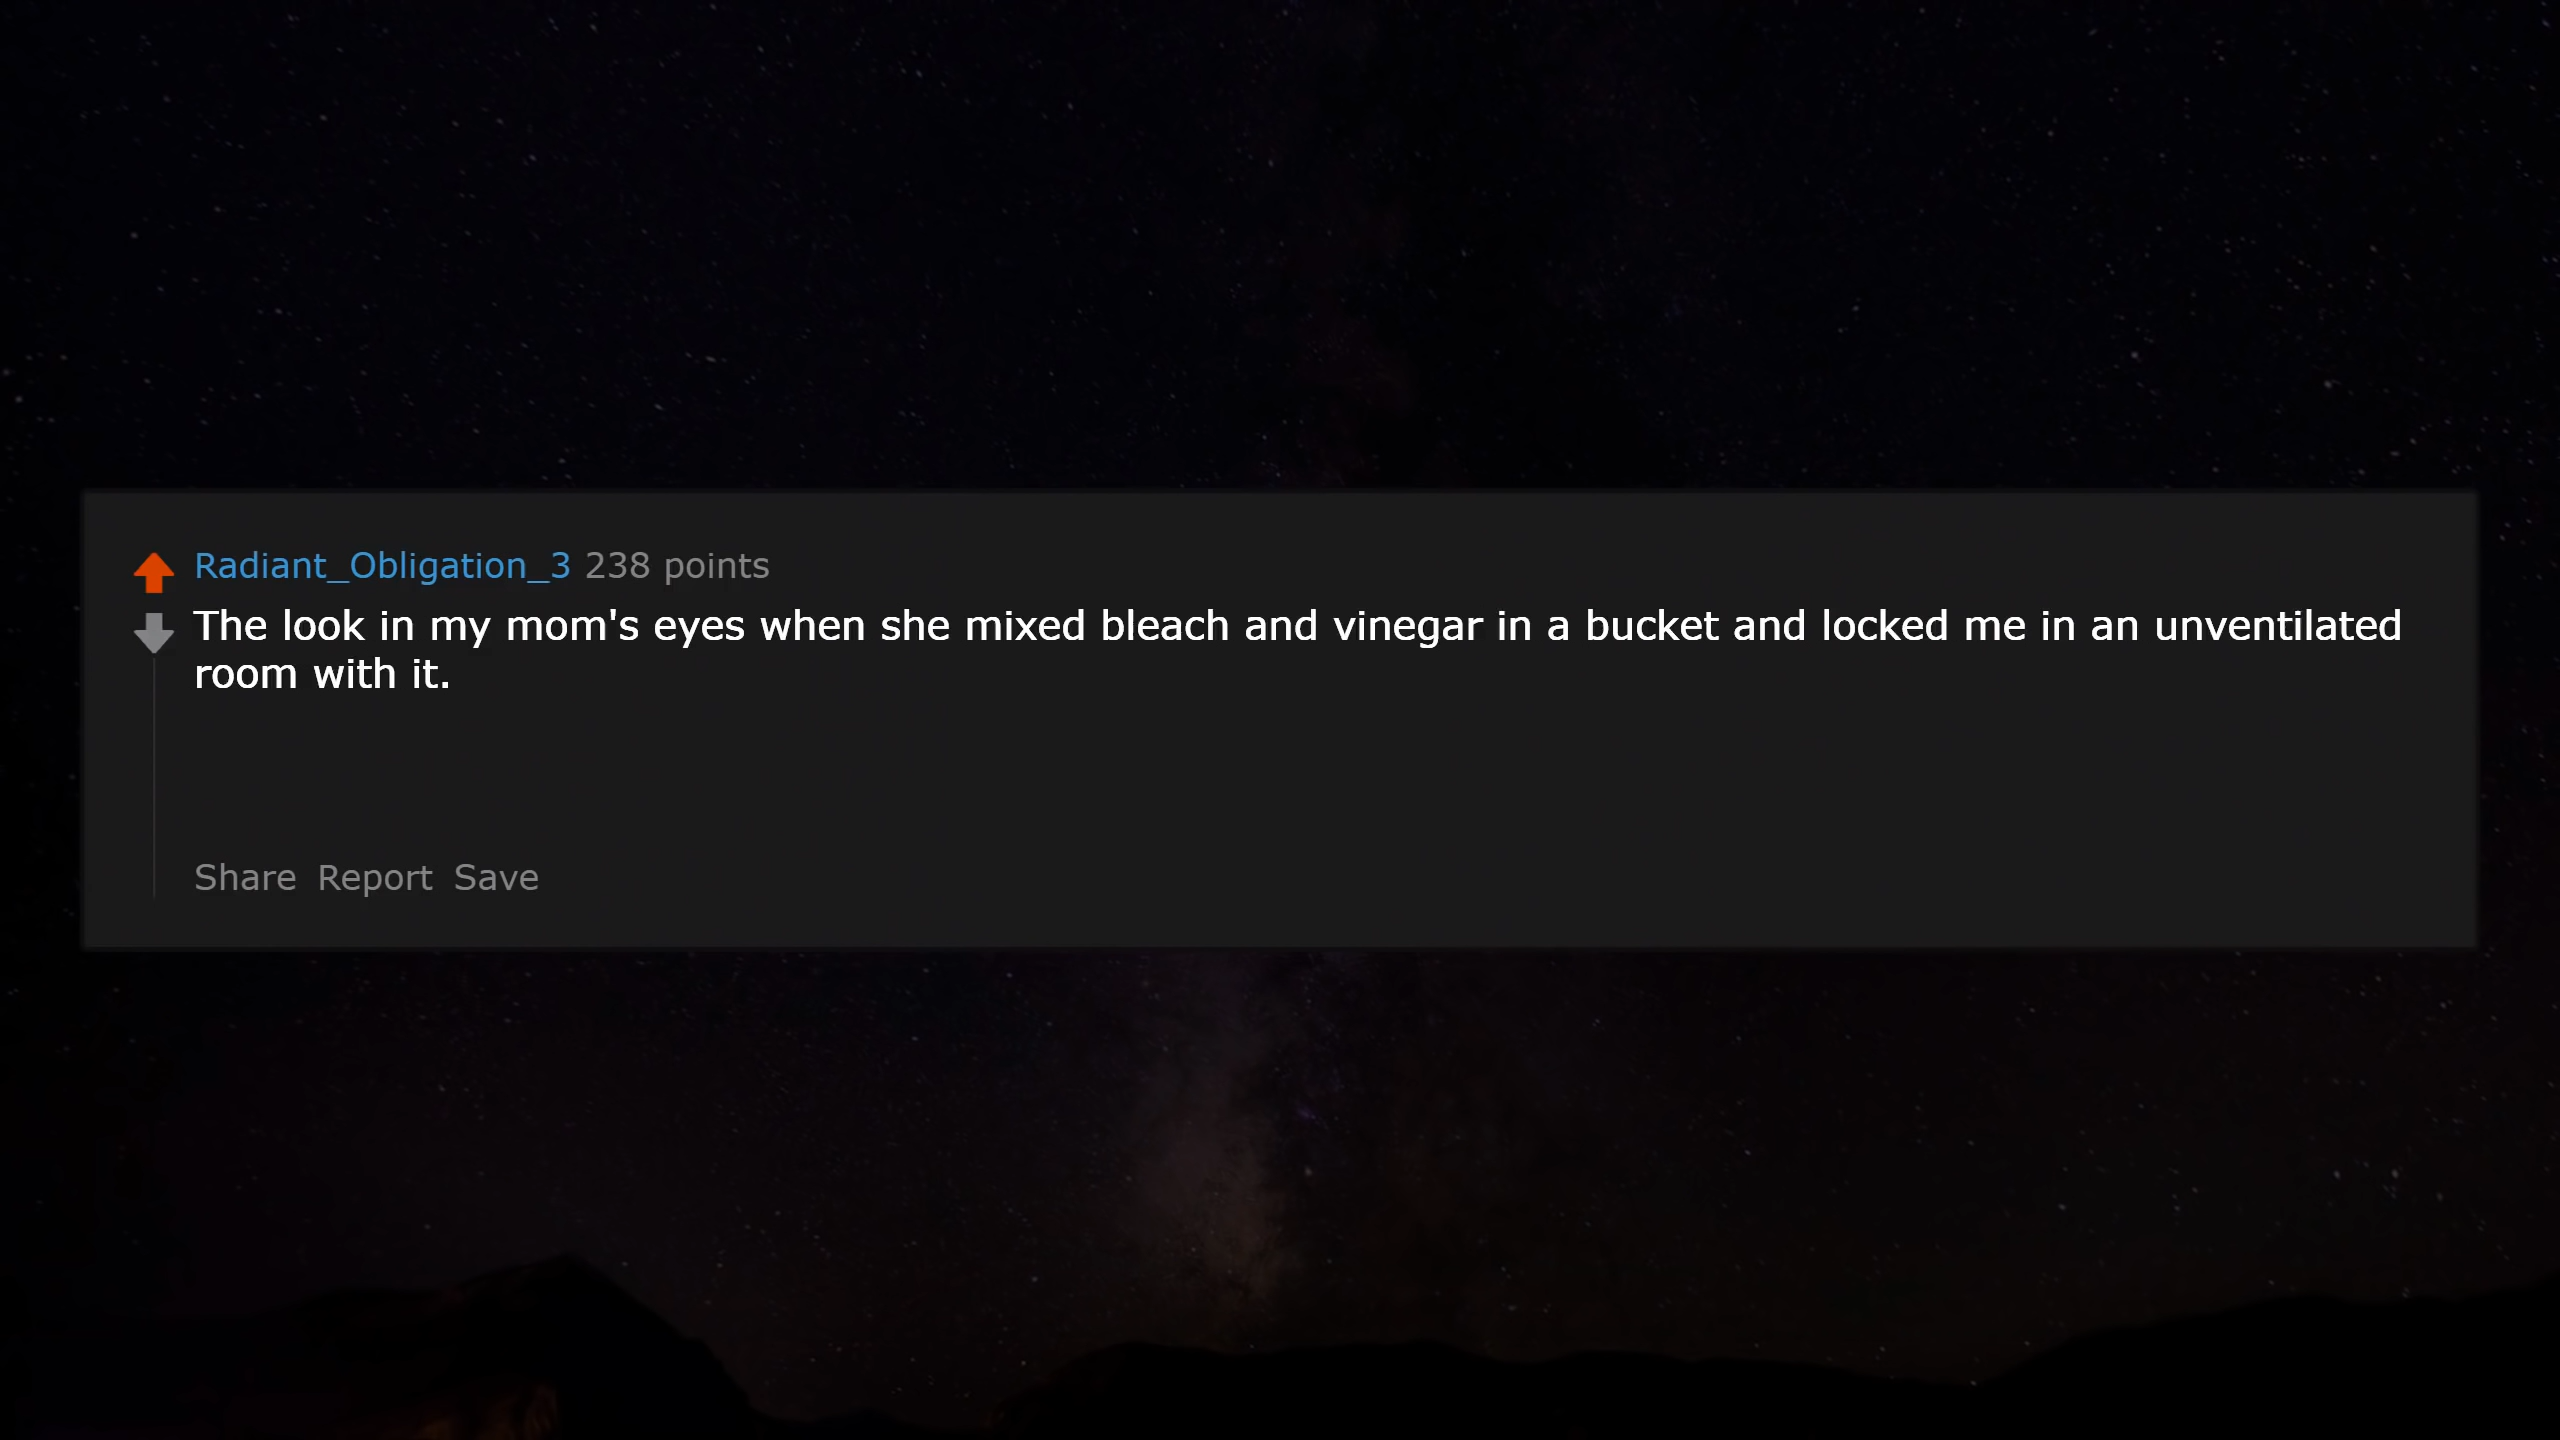 Radiant_Obligation_3 238 points
The look in my mom's eyes when she mixed bleach and vinegar in a bucket and locked me in an unventilated
room with it.
Share Report Save